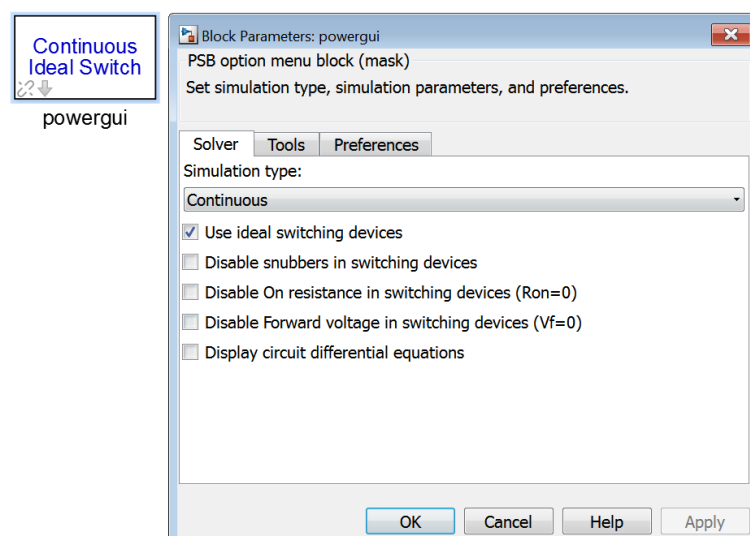 Continuous
Ideal Switch
powergui
Block Parameters: powergui
PSB option menu block (mask)
Set simulation type, simulation parameters, and preferences.
Solver Tools Preferences
Simulation type:
Continuous
Use ideal switching devices
Disable snubbers in switching devices
Disable On resistance in switching devices (Ron=0)
Disable Forward voltage in switching devices (Vf=0)
Display circuit differential equations
OK Cancel Help Apply